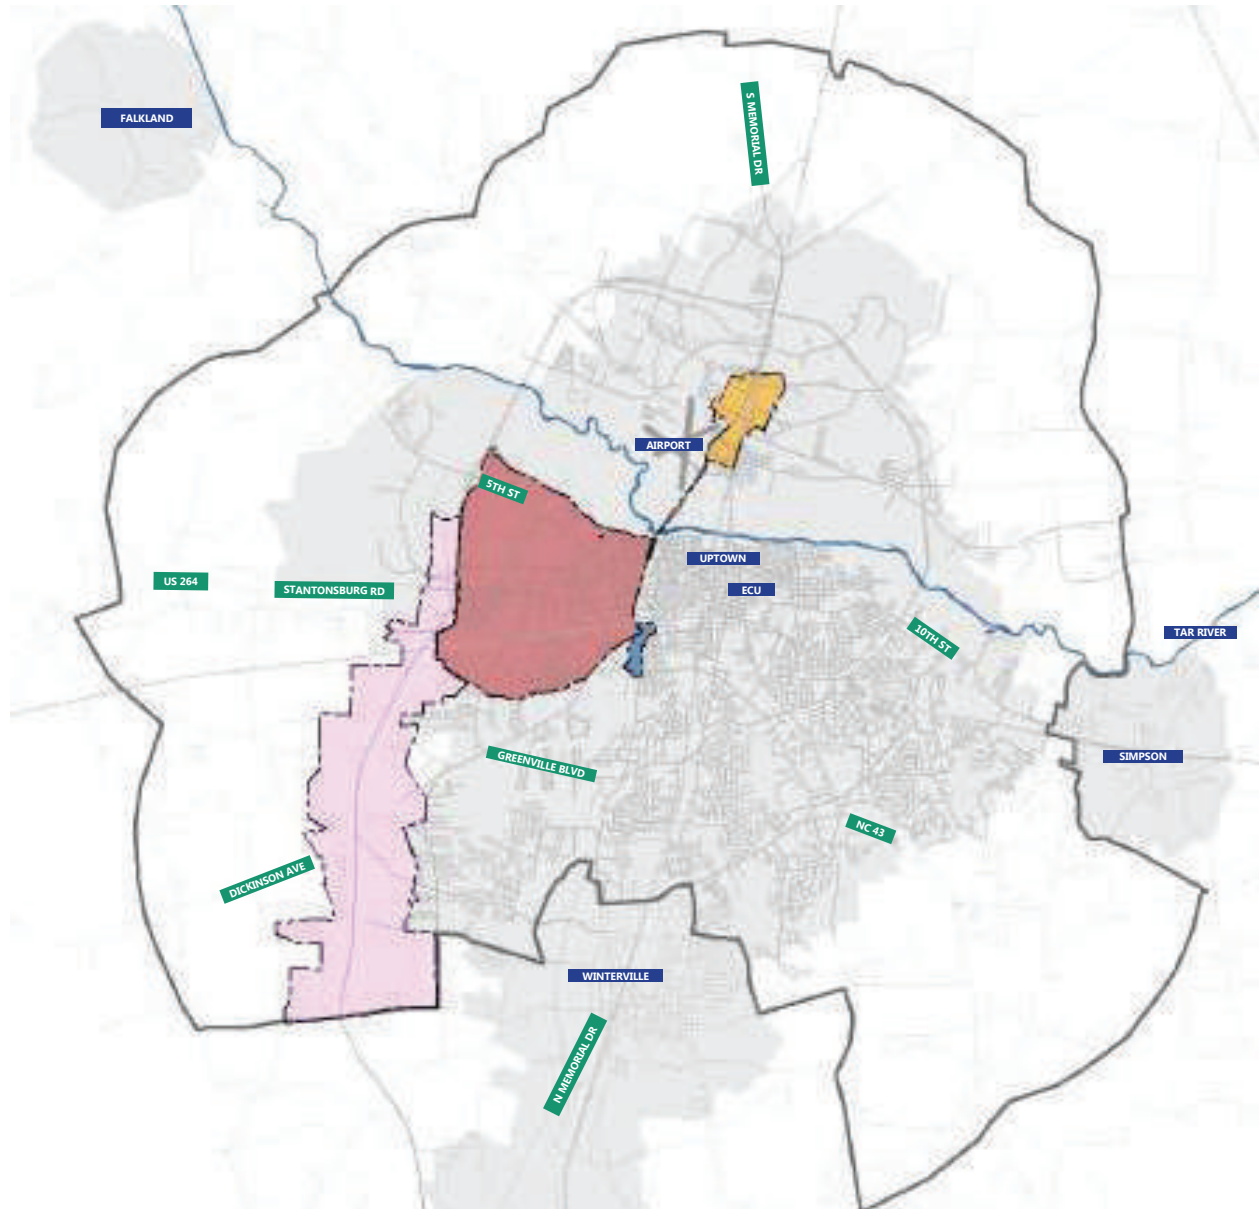 FALKLAND
S MEMORIAL DR
AIRPORT
5TH ST
UPTOWN
US 264
STANTONSBURG RD
ECU
10TH ST
TAR RIVER
GREENVILLE BLVD
SIMPSON
NC 43
DICKINSON AVE
WINTERVILLE
N MEMORIAL DR